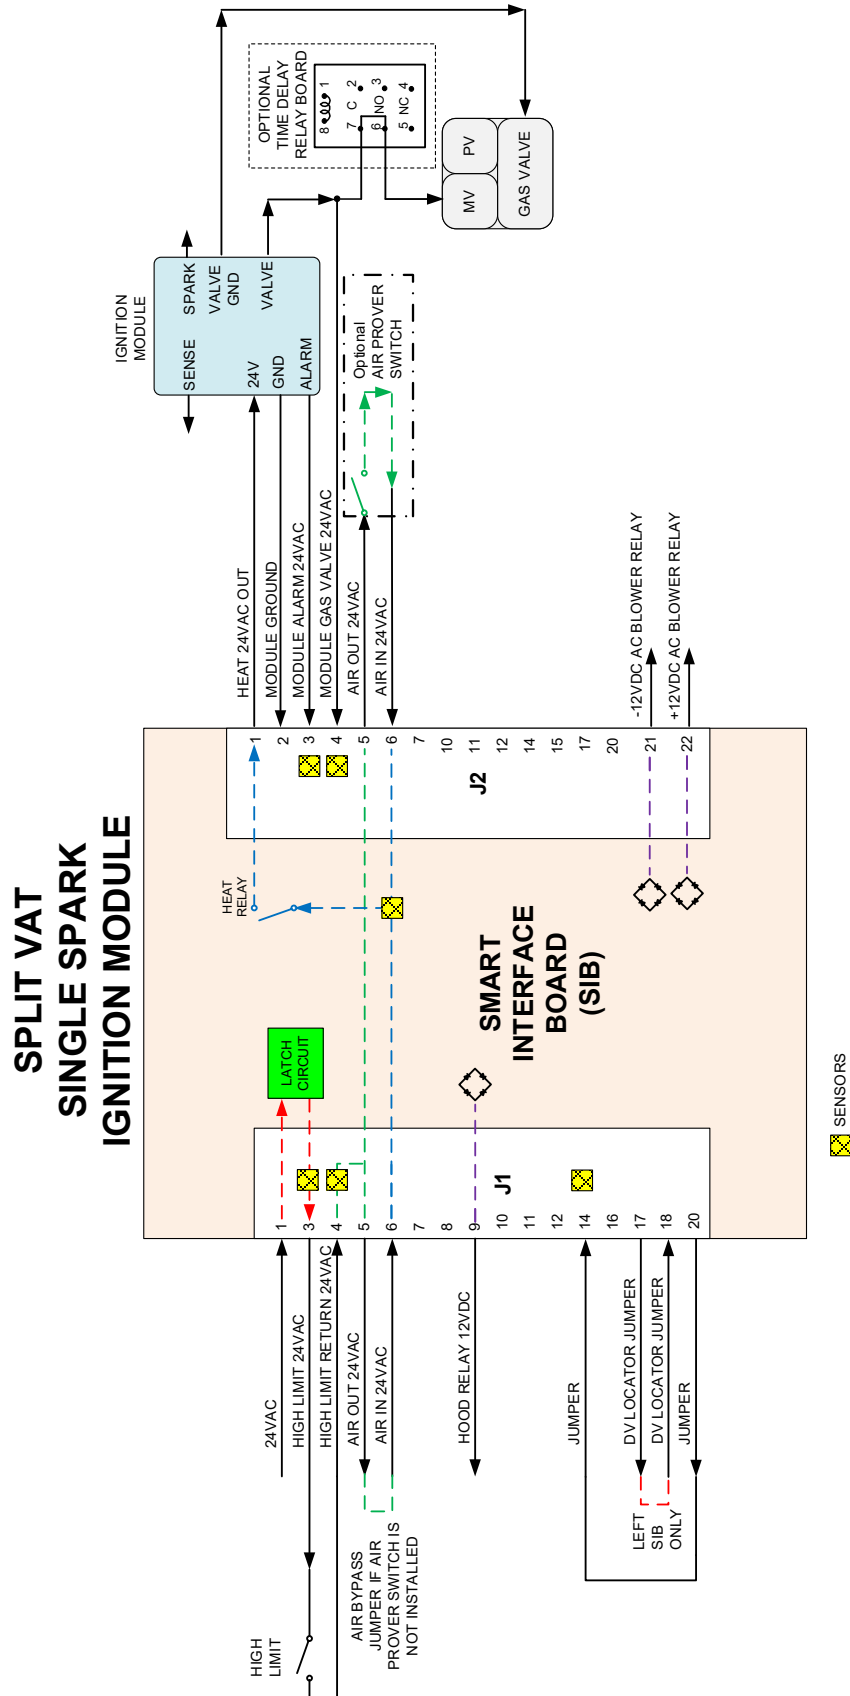 SPLIT VAT
SINGLE SPARK
IGNITION MODULE
HIGH
LIMIT
24VAC
HIGH LIMIT 24VAC
HIGH LIMIT RETURN 24VAC
AIR OUT 24VAC
AIR IN 24VAC
AIR BYPASS
JUMPER IF AIR
PROVER SWITCH IS
NOT INSTALLED
HOOD RELAY 12VDC
JUMPER
DV LOCATOR JUMPER
DV LOCATOR JUMPER
JUMPER
LEFT
SIB
ONLY
1
3
4
5
6
7
8
9
10
11
12
14
16
17
18
20
J1
LATCH
CIRCUIT
HEAT
RELAY
SMART
INTERFACE
BOARD
(SIB)
J2
1
2
3
4
5
6
7
10
11
12
14
15
17
20
21
22
HEAT 24VAC OUT
MODULE GROUND
MODULE ALARM 24VAC
MODULE GAS VALVE 24VAC
AIR OUT 24VAC
AIR IN 24VAC
-12VDC AC BLOWER RELAY
+12VDC AC BLOWER RELAY
IGNITION
MODULE
SENSE
SPARK
24V
GND
ALARM
VALVE
GND
VALVE
Optional
AIR PROVER
SWITCH
OPTIONAL
TIME DELAY
RELAY BOARD
8 1
7 C 2
6 NO 3
5 NC 4
MV
PV
GAS VALVE
SENSORS